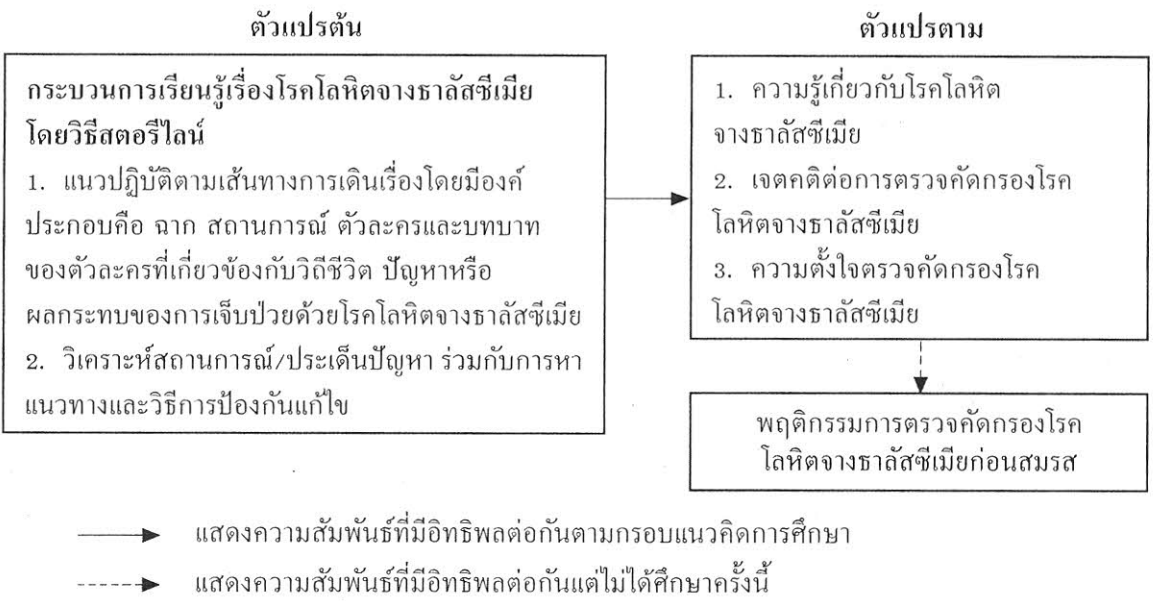 ตัวแปรต้น
กระบวนการเรียนรู้เรื่องโรคโลหิตจางธาลัสซีเมีย
โดยวิธีสตอรีไลน์
1. แนวปฏิบัติตามเส้นทางการเดินเรื่องโดยมีองค์
ประกอบคือ ฉาก สถานการณ์ ตัวละครและบทบาท
ของตัวละครที่เกี่ยวข้องกับวิถีชีวิต ปัญหาหรือ
ผลกระทบของการเจ็บป่วยด้วยโรคโลหิตจางธาลัสซีเมีย
2. วิเคราะห์สถานการณ์/ประเด็นปัญหา ร่วมกับการหา
แนวทางและวิธีการป้องกันแก้ไข
ตัวแปรตาม
1. ความรู้เกี่ยวกับโรคโลหิต
จางธาลัสซีเมีย
2. เจตคติต่อการตรวจคัดกรองโรค
โลหิตจางธาลัสซีเมีย
3. ความตั้งใจตรวจคัดกรองโรค
โลหิตจางธาลัสซีเมีย
พฤติกรรมการตรวจคัดกรองโรค
โลหิตจางธาลัสซีเมียก่อนสมรส
แสดงความสัมพันธ์ที่มีอิทธิพลต่อกันตามกรอบแนวคิดการศึกษา
แสดงความสัมพันธ์ที่มีอิทธิพลต่อกันแต่ไม่ได้ศึกษาครั้งนี้